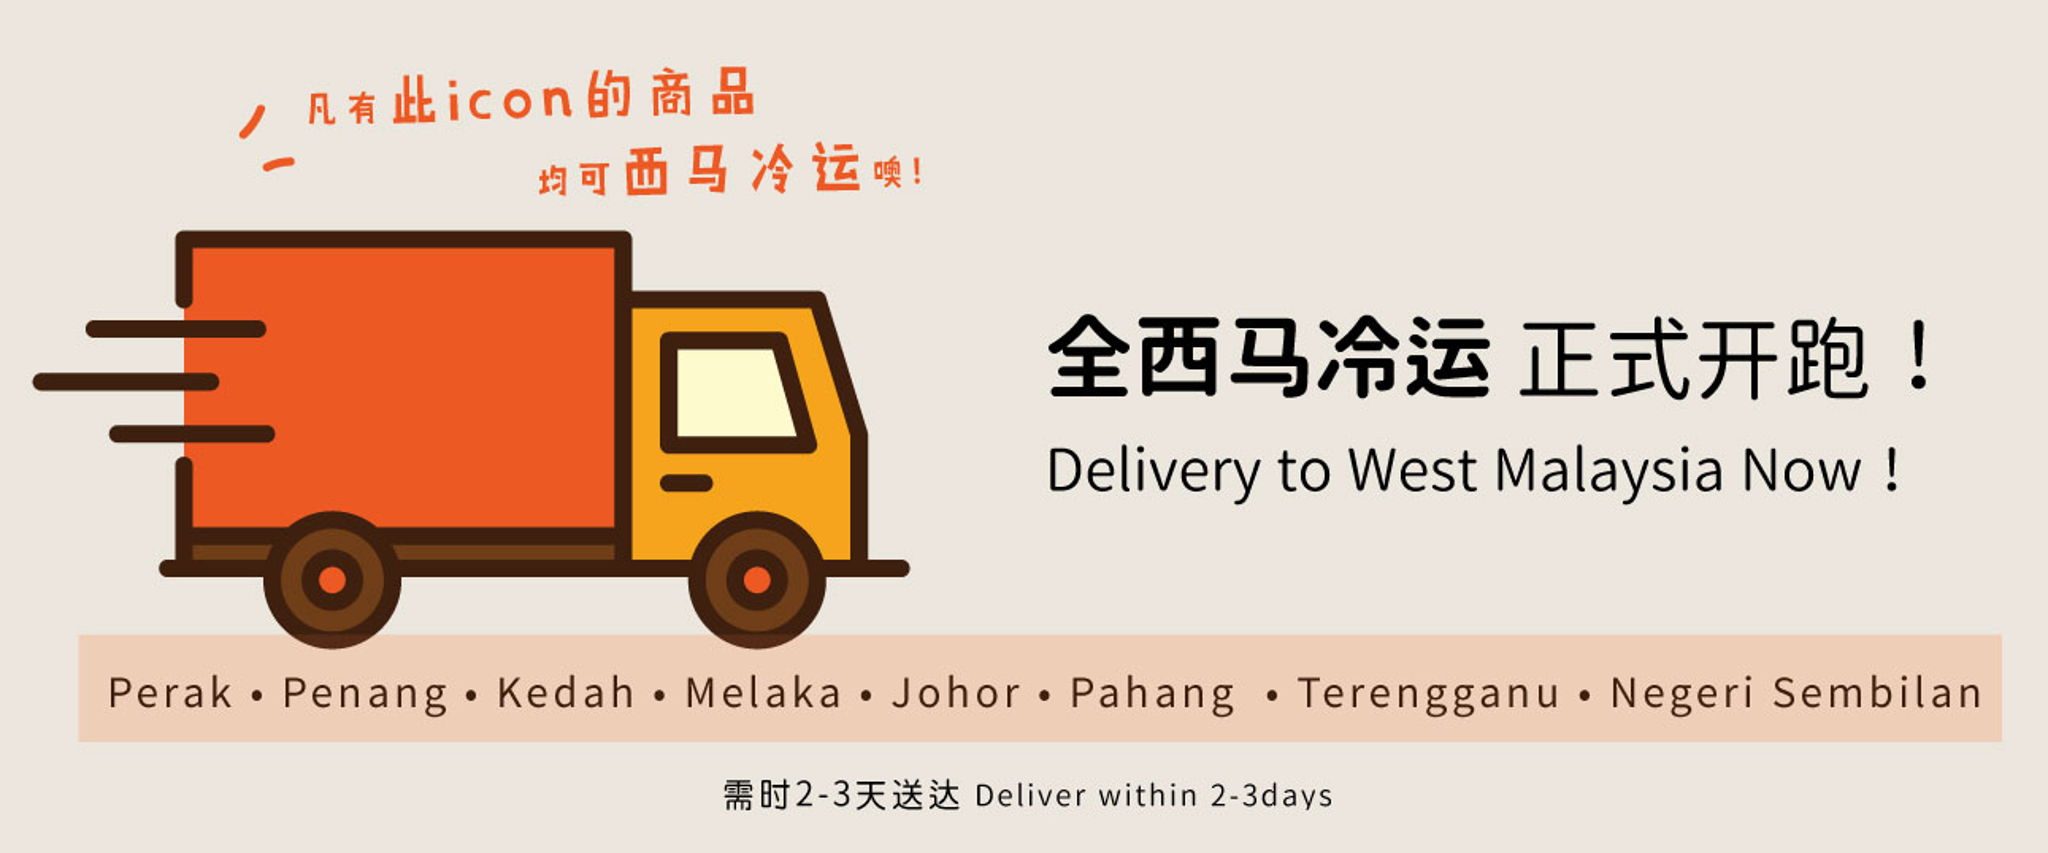 凡有此icon的商品
均可西马冷运噢!
全西马冷运 正式开跑！
Delivery to West Malaysia Now！
Perak • Penang • Kedah • Melaka • Johor • Pahang • Terengganu • Negeri Sembilan
需时2-3天送达 Deliver within 2-3days